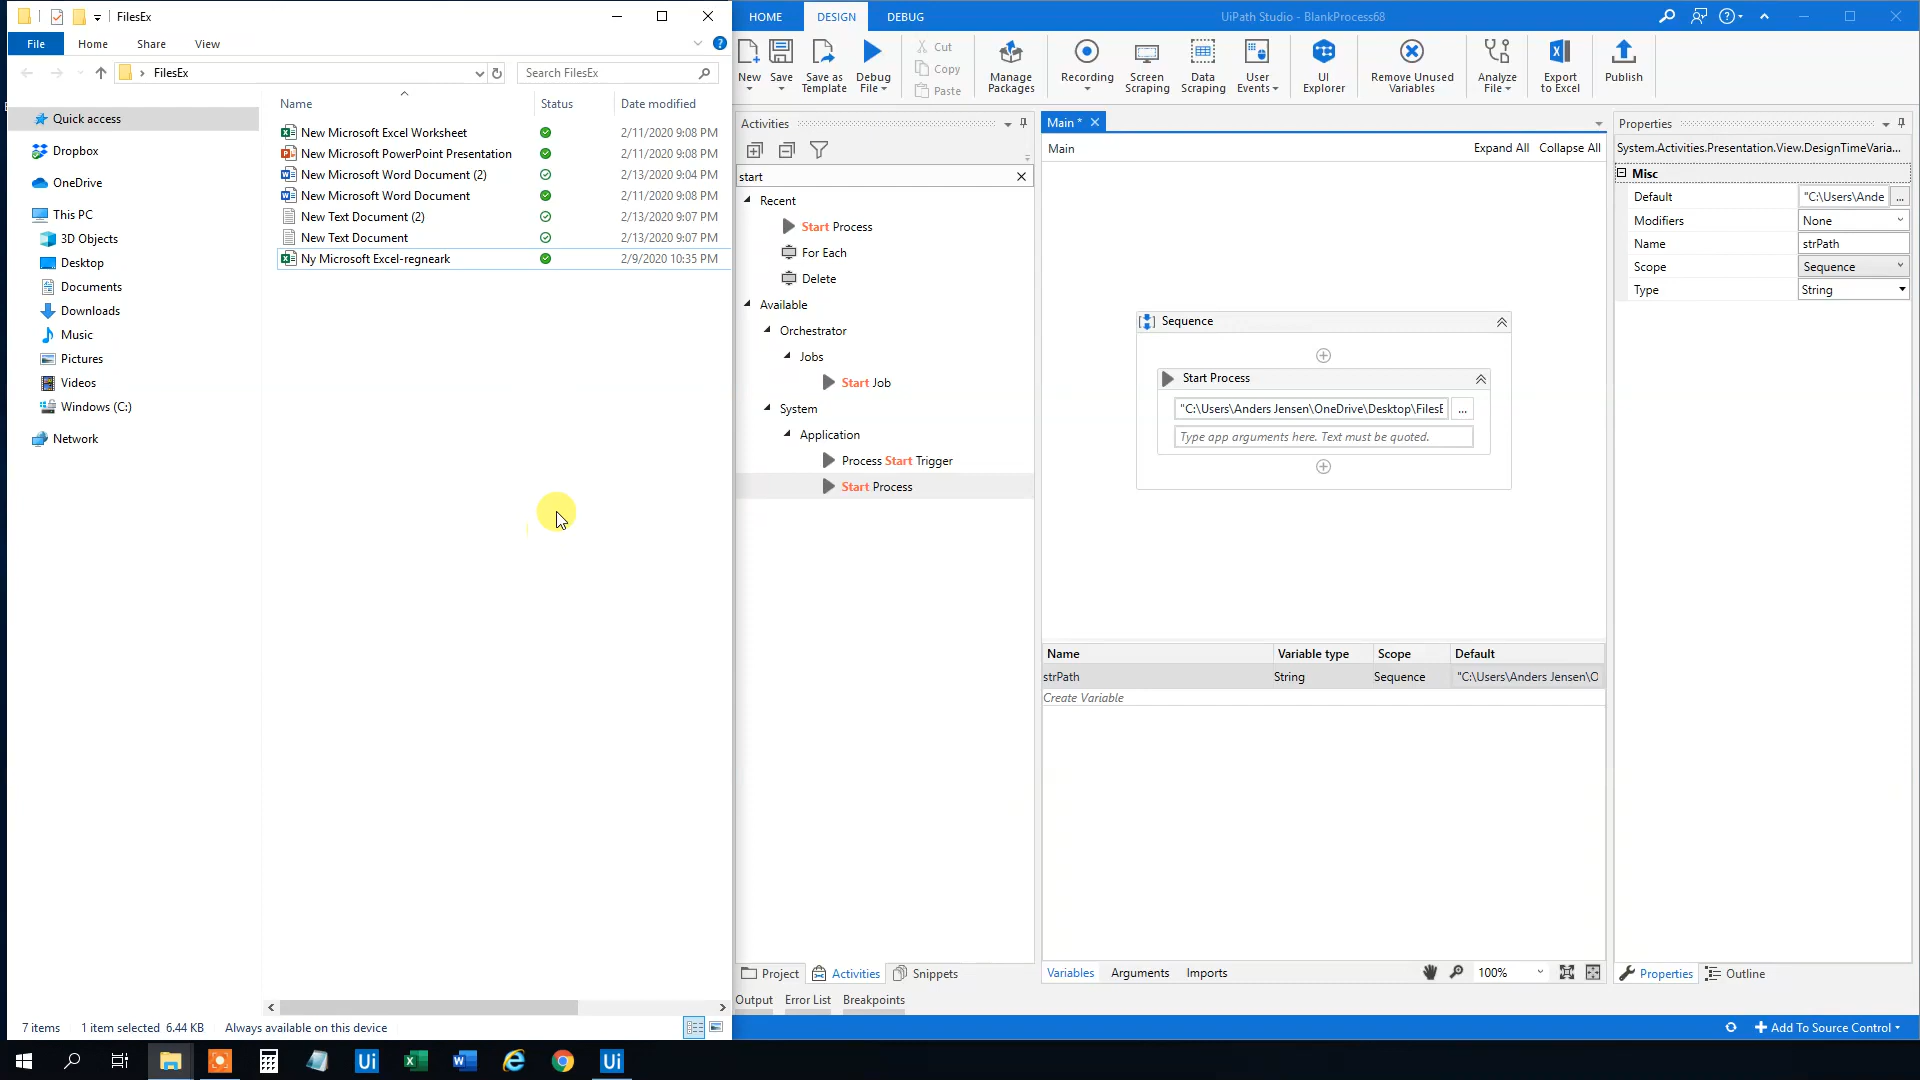 FilesEx
File Home Share View
FilesEx
Search FilesEx
Name Status Date modified
Quick access
Dropbox
OneDrive
This PC
3D Objects
Desktop
Documents
Downloads
Music
Pictures
Videos
Windows (C:)
Network
New Microsoft Excel Worksheet 2/11/2020 9:08 PM
New Microsoft PowerPoint Presentation 2/11/2020 9:08 PM
New Microsoft Word Document (2) 2/13/2020 9:04 PM
New Microsoft Word Document 2/11/2020 9:08 PM
New Text Document (2) 2/13/2020 9:07 PM
New Text Document 2/13/2020 9:07 PM
Ny Microsoft Excel-regneark 2/9/2020 10:35 PM
7 items 1 item selected 6.44 KB Always available on this device
HOME DESIGN DEBUG
UiPath Studio - BlankProcess68
New
Save
Save as Template
Debug File
Cut
Copy
Paste
Manage Packages
Recording
Screen Scraping
Data Scraping
User Events
UI Explorer
Remove Unused Variables
Analyze File
Export to Excel
Publish
Activities
start
Recent
Start Process
For Each
Delete
Available
Orchestrator
Jobs
Start Job
System
Application
Process Start Trigger
Start Process
Project Activities Snippets
Output Error List Breakpoints
Main *
Main
Expand All Collapse All
Sequence
Start Process
"C:\Users\Anders Jensen\OneDrive\Desktop\FilesE
...
Type app arguments here. Text must be quoted.
Name Variable type Scope Default
strPath String Sequence "C:\Users\Anders Jensen\O
Create Variable
Variables Arguments Imports
100%
Properties
System.Activities.Presentation.View.DesignTimeVaria...
Misc
Default "C:\Users\Ande ...
Modifiers None
Name strPath
Scope Sequence
Type String
Properties Outline
Add To Source Control
Ui
Ui